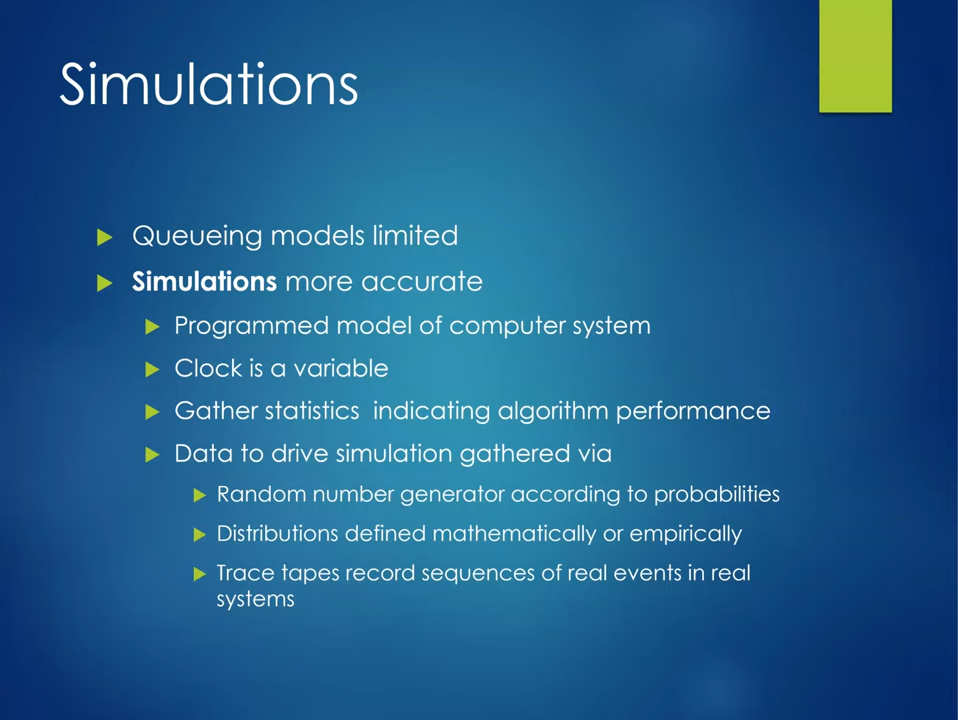 Simulations
Queueing models limited
Simulations more accurate
Programmed model of computer system
Clock is a variable
Gather statistics  indicating algorithm performance
Data to drive simulation gathered via
Random number generator according to probabilities
Distributions defined mathematically or empirically
Trace tapes record sequences of real events in real
systems